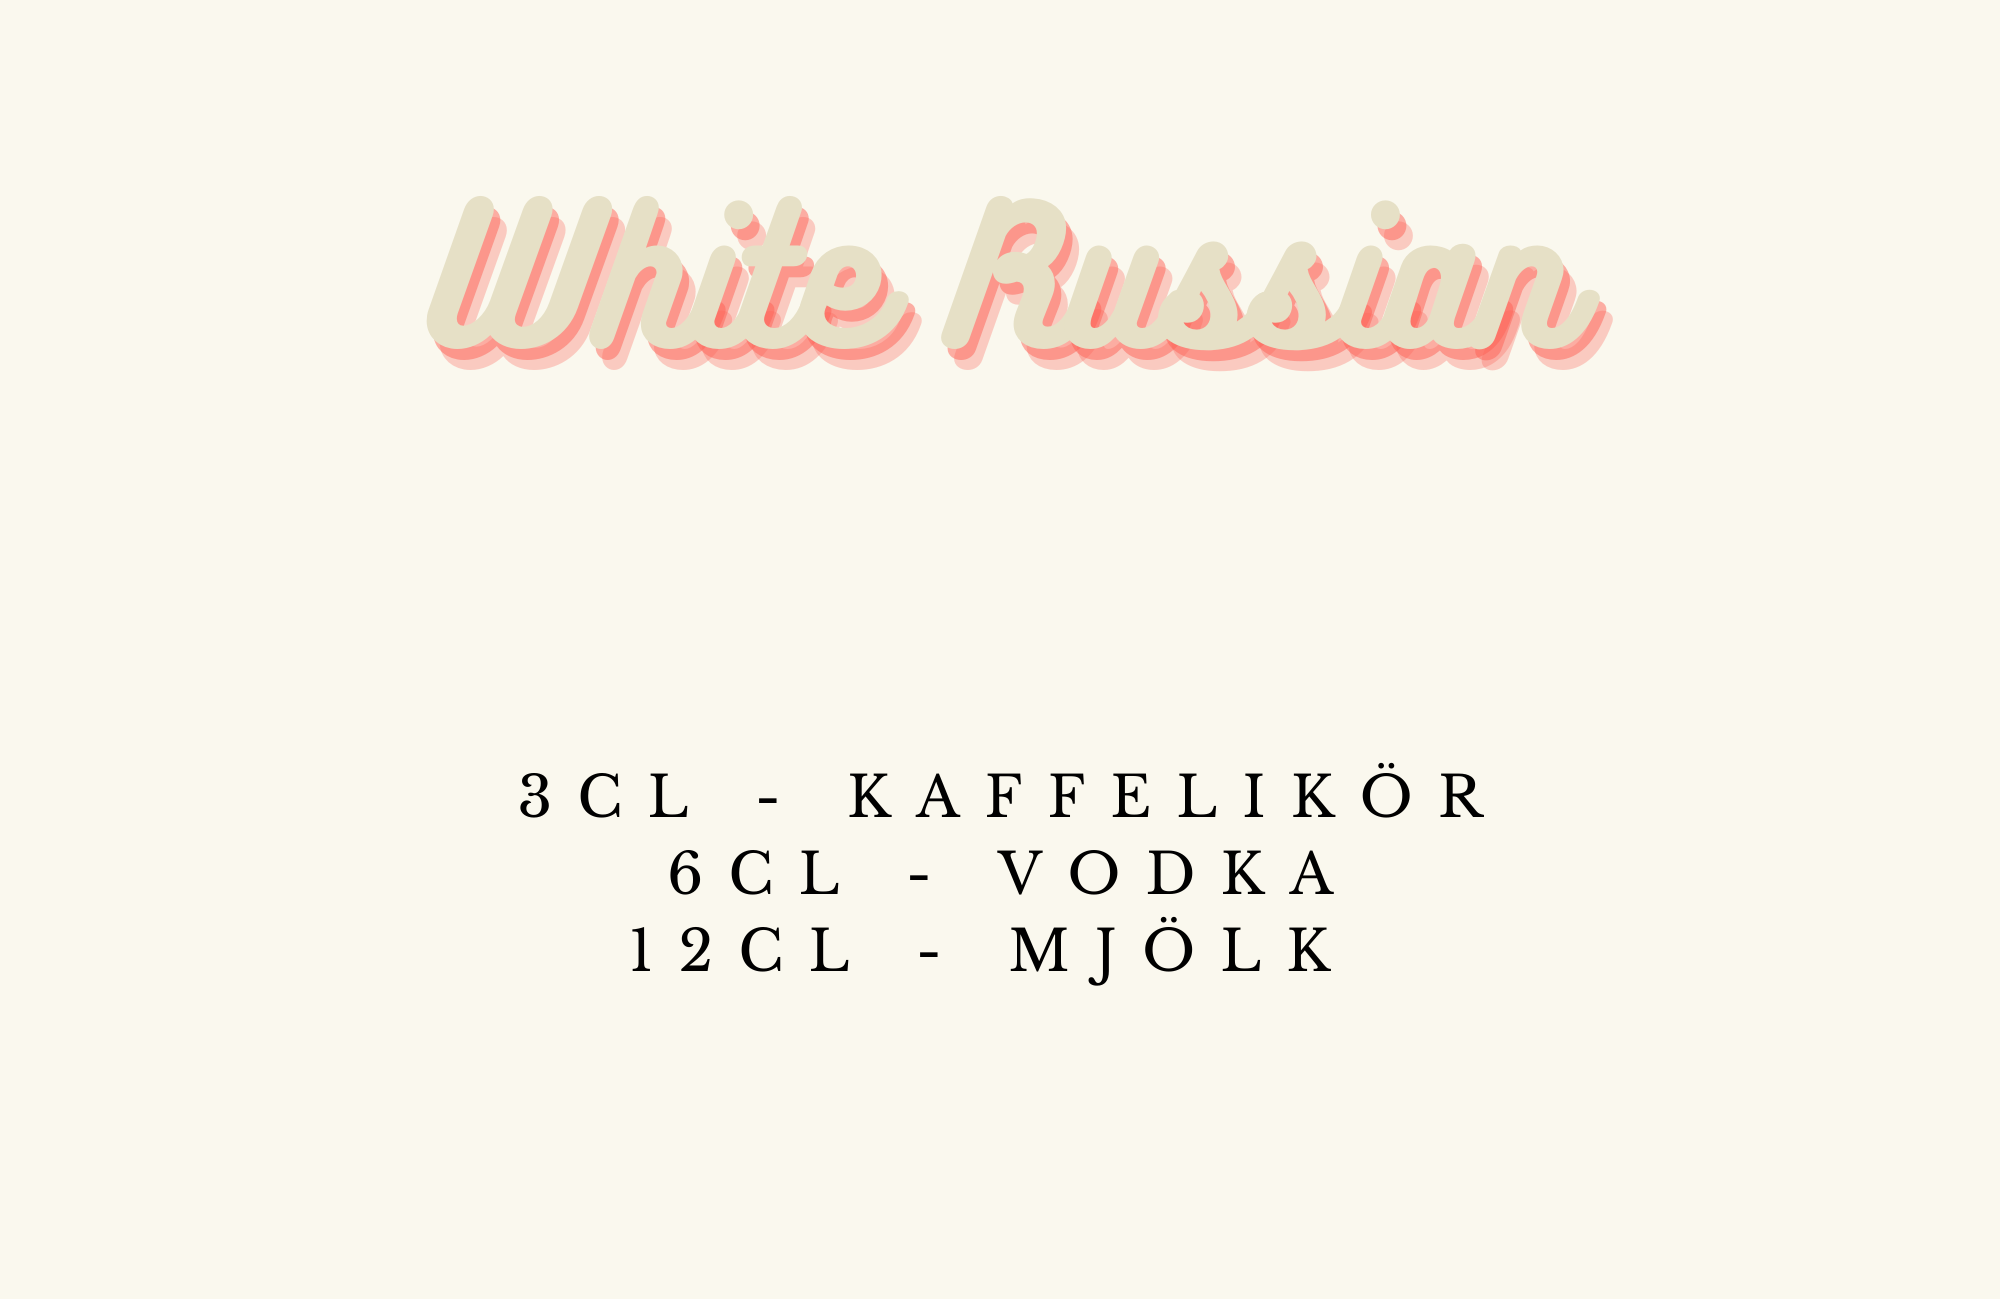 White Russian
3CL - KAFFELIKÖR
6CL - VODKA
12CL - MJÖLK